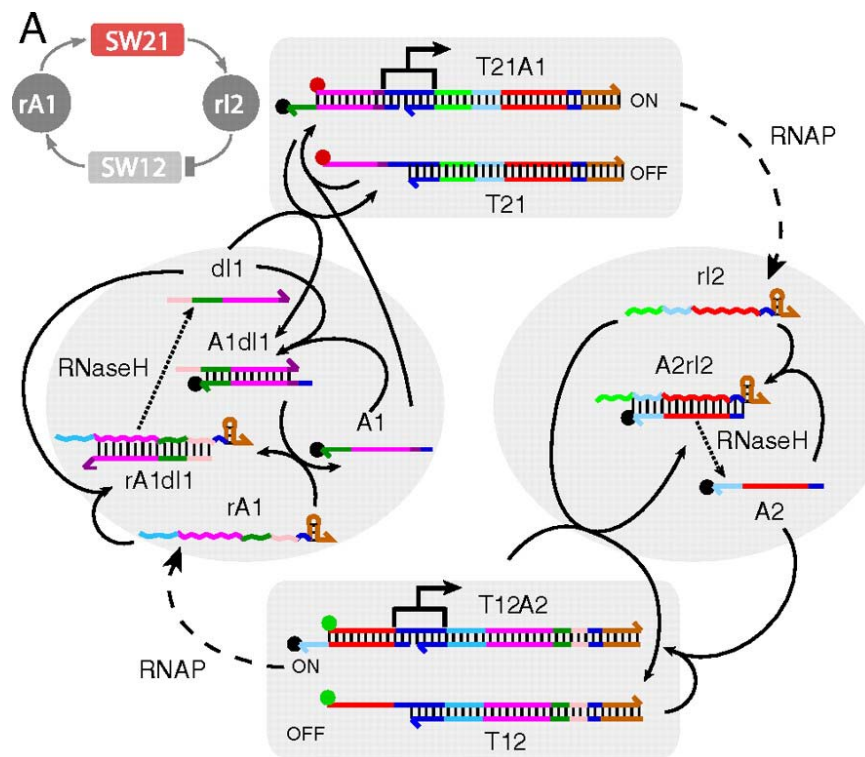 A
SW21
rA1
rI2
SW12
T21A1
ON
OFF
T21
RNAP
dI1
A1dI1
RNaseH
A1
rA1dI1
rA1
rI2
A2rI2
RNaseH
A2
T12A2
ON
RNAP
OFF
T12